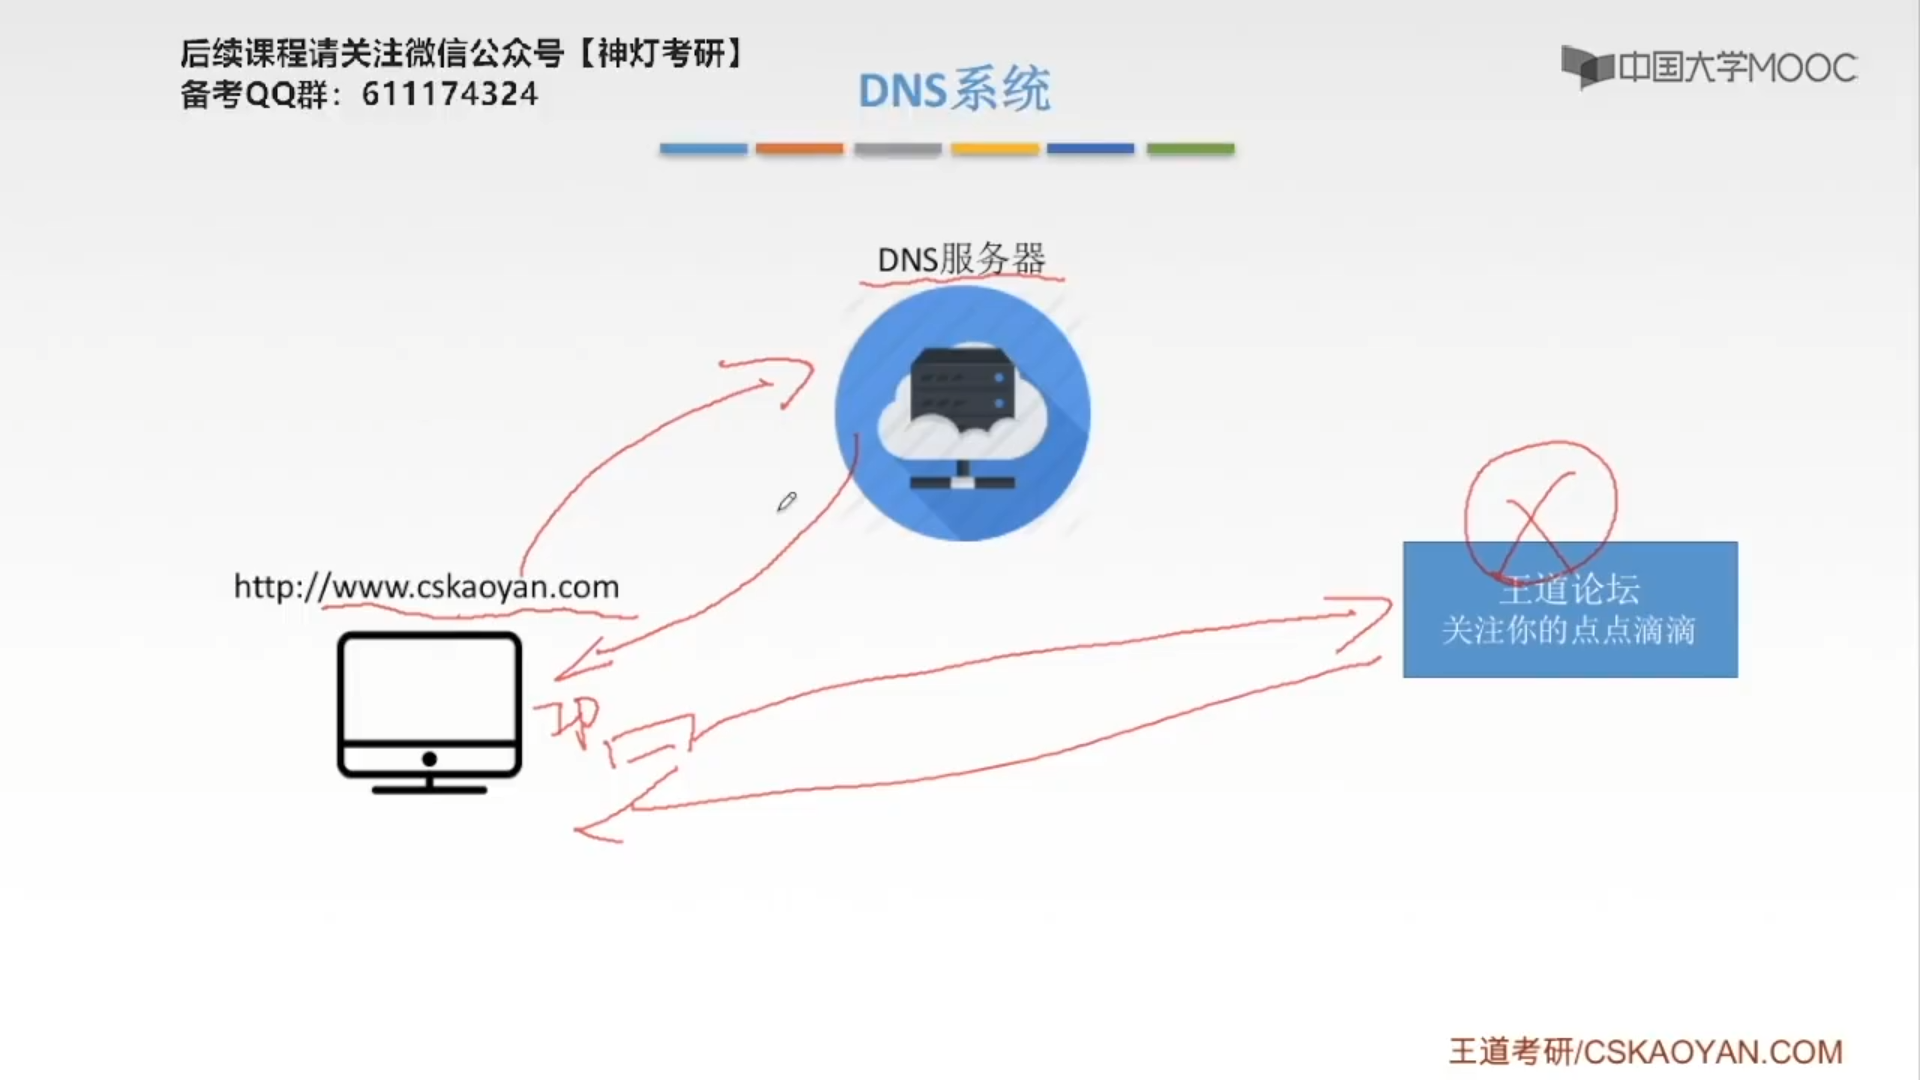 后续课程请关注微信公众号【神灯考研】
备考QQ群：611174324
中国大学MOOC
DNS系统
DNS服务器
http://www.cskaoyan.com
王道论坛
关注你的点点滴滴
IP
王道考研/CSKAOYAN.COM